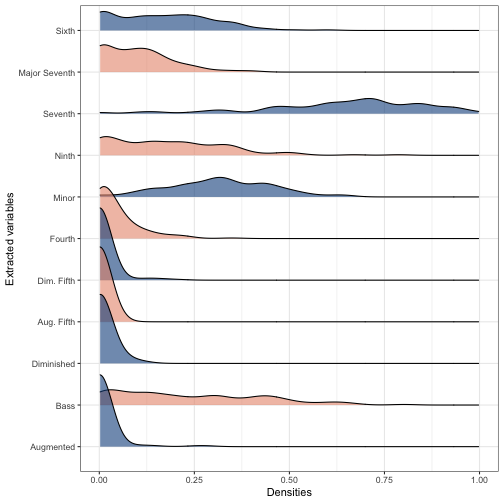 Sixth
Major Seventh
Seventh
Ninth
Minor
Fourth
Dim. Fifth
Aug. Fifth
Diminished
Bass
Augmented
Extracted variables
0.00 0.25 0.50 0.75 1.00
Densities